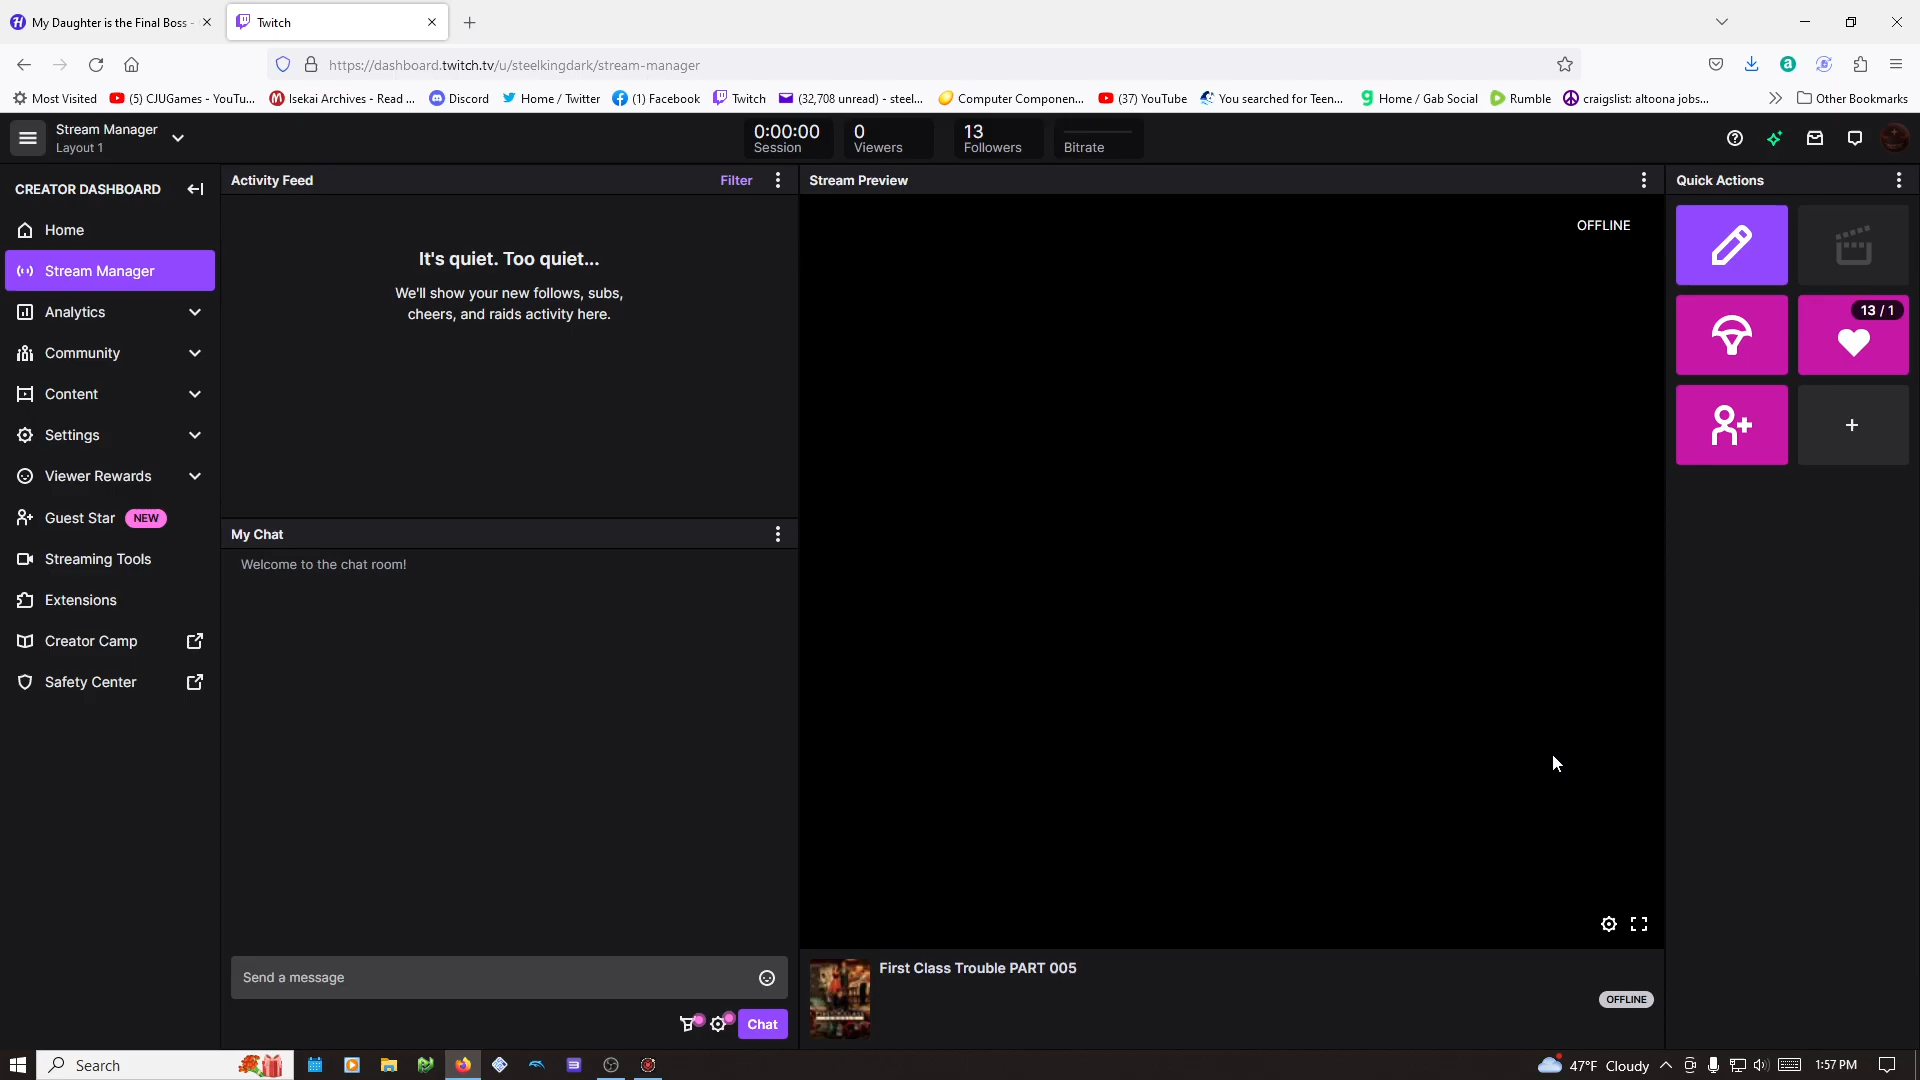 My Daughter is the Final Boss -
Twitch
https://dashboard.twitch.tv/u/steelkingdark/stream-manager
Most Visited
(5) CJUGames - YouTu...
Isekai Archives - Read ...
Discord
Home / Twitter
(1) Facebook
Twitch
(32,708 unread) - steel...
Computer Componen...
(37) YouTube
You searched for Teen...
Home / Gab Social
Rumble
craigslist: altoona jobs...
Other Bookmarks
Stream Manager
Layout 1
0:00:00
Session
0
Viewers
13
Followers
Bitrate
CREATOR DASHBOARD
Home
Stream Manager
Analytics
Community
Content
Settings
Viewer Rewards
Guest Star NEW
Streaming Tools
Extensions
Creator Camp
Safety Center
Activity Feed
Filter
It's quiet. Too quiet...
We'll show your new follows, subs,
cheers, and raids activity here.
My Chat
Welcome to the chat room!
Send a message
Chat
Stream Preview
OFFLINE
First Class Trouble PART 005
OFFLINE
Quick Actions
13 / 1
Search
47°F Cloudy
1:57 PM